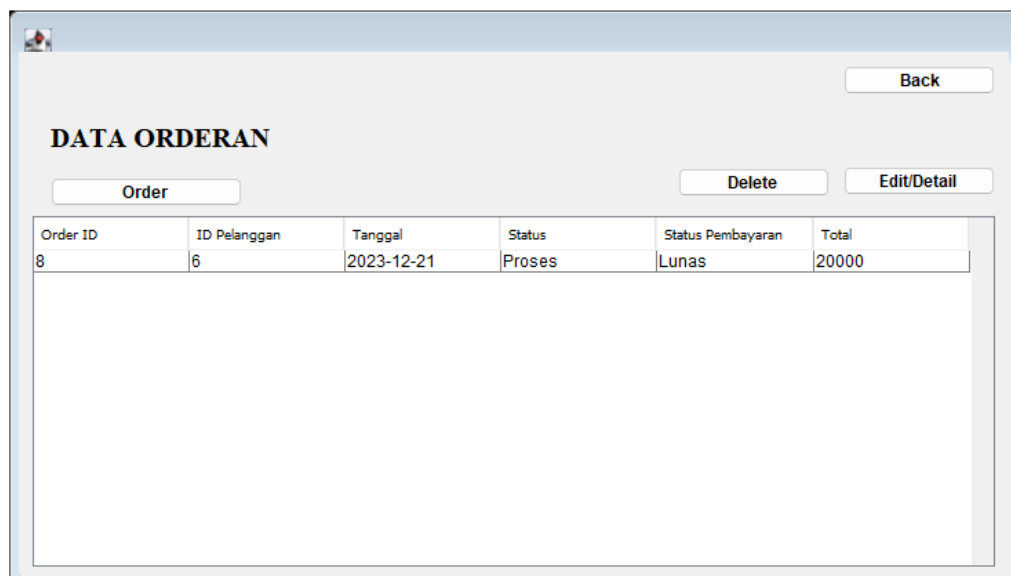 Back
DATA ORDERAN
Order Delete Edit/Detail
Order ID ID Pelanggan Tanggal Status Status Pembayaran Total
8 6 2023-12-21 Proses Lunas 20000